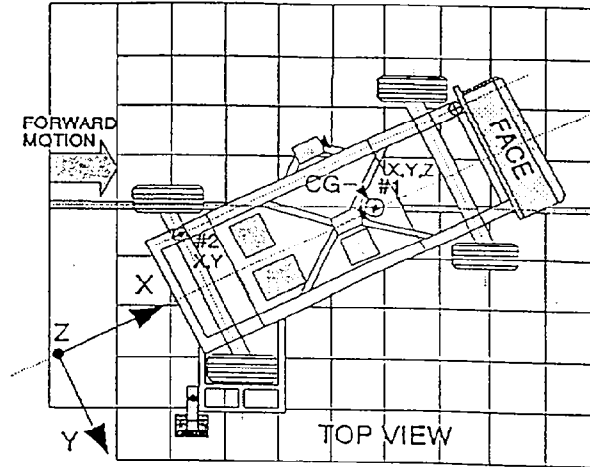 FORWARD
MOTION
FACE
X,Y,Z
CG
#1
#2
X,Y
X
Z
Y
TOP VIEW